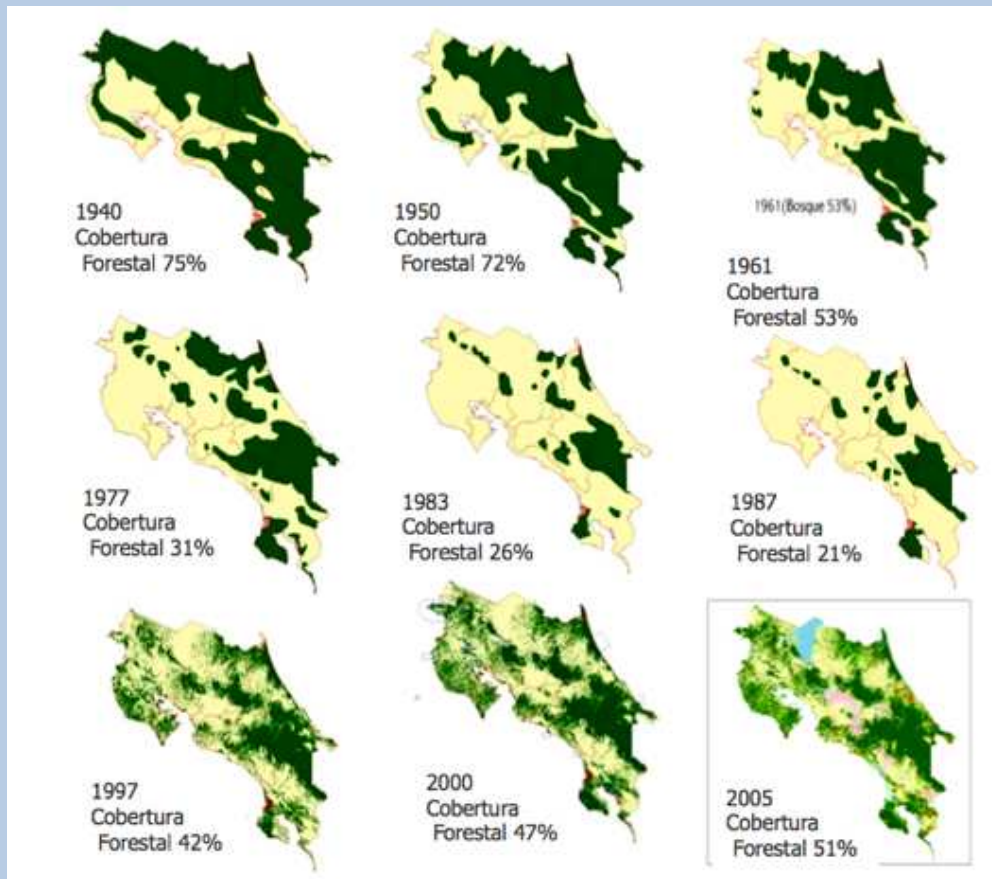 1940
Cobertura
Forestal 75%
1950
Cobertura
Forestal 72%
1961(Bosque 53%)
1961
Cobertura
Forestal 53%
1977
Cobertura
Forestal 31%
1983
Cobertura
Forestal 26%
1987
Cobertura
Forestal 21%
1997
Cobertura
Forestal 42%
2000
Cobertura
Forestal 47%
2005
Cobertura
Forestal 51%